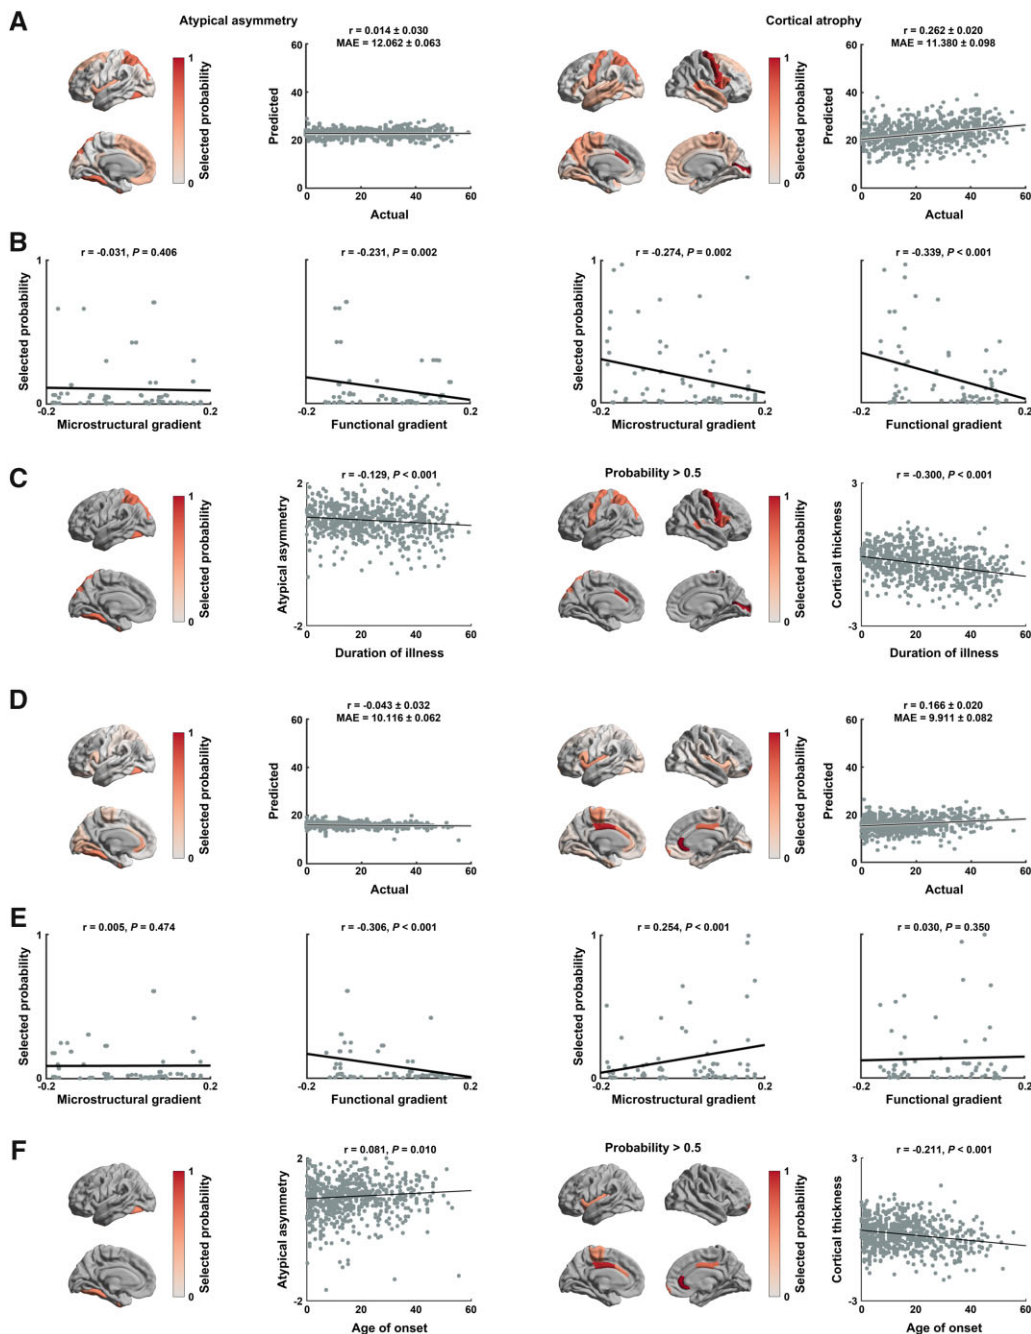 A
Atypical asymmetry
Cortical atrophy
r = 0.014 ± 0.030
MAE = 12.062 ± 0.063
r = 0.262 ± 0.020
MAE = 11.380 ± 0.098
1
Selected probability
0
60
40
20
0
Predicted
0 20 40 60
Actual
1
Selected probability
0
60
40
20
0
Predicted
0 20 40 60
Actual
B
r = -0.031, P = 0.406
r = -0.231, P = 0.002
r = -0.274, P = 0.002
r = -0.339, P < 0.001
1
Selected probability
0
-0.2 0.2
Microstructural gradient
-0.2 0.2
Functional gradient
1
Selected probability
0
-0.2 0.2
Microstructural gradient
-0.2 0.2
Functional gradient
C
r = -0.129, P < 0.001
Probability > 0.5
r = -0.300, P < 0.001
1
Selected probability
0
2
Atypical asymmetry
-2
0 20 40 60
Duration of illness
1
Selected probability
0
3
Cortical thickness
-3
0 20 40 60
Duration of illness
D
r = -0.043 ± 0.032
MAE = 10.116 ± 0.062
r = 0.166 ± 0.020
MAE = 9.911 ± 0.082
1
Selected probability
0
60
40
20
0
Predicted
0 20 40 60
Actual
1
Selected probability
0
60
40
20
0
Predicted
0 20 40 60
Actual
E
r = 0.005, P = 0.474
r = -0.306, P < 0.001
r = 0.254, P < 0.001
r = 0.030, P = 0.350
1
Selected probability
0
-0.2 0.2
Microstructural gradient
-0.2 0.2
Functional gradient
1
Selected probability
0
-0.2 0.2
Microstructural gradient
-0.2 0.2
Functional gradient
F
r = 0.081, P = 0.010
Probability > 0.5
r = -0.211, P < 0.001
1
Selected probability
0
2
Atypical asymmetry
-2
0 20 40 60
Age of onset
1
Selected probability
0
3
Cortical thickness
-3
0 20 40 60
Age of onset